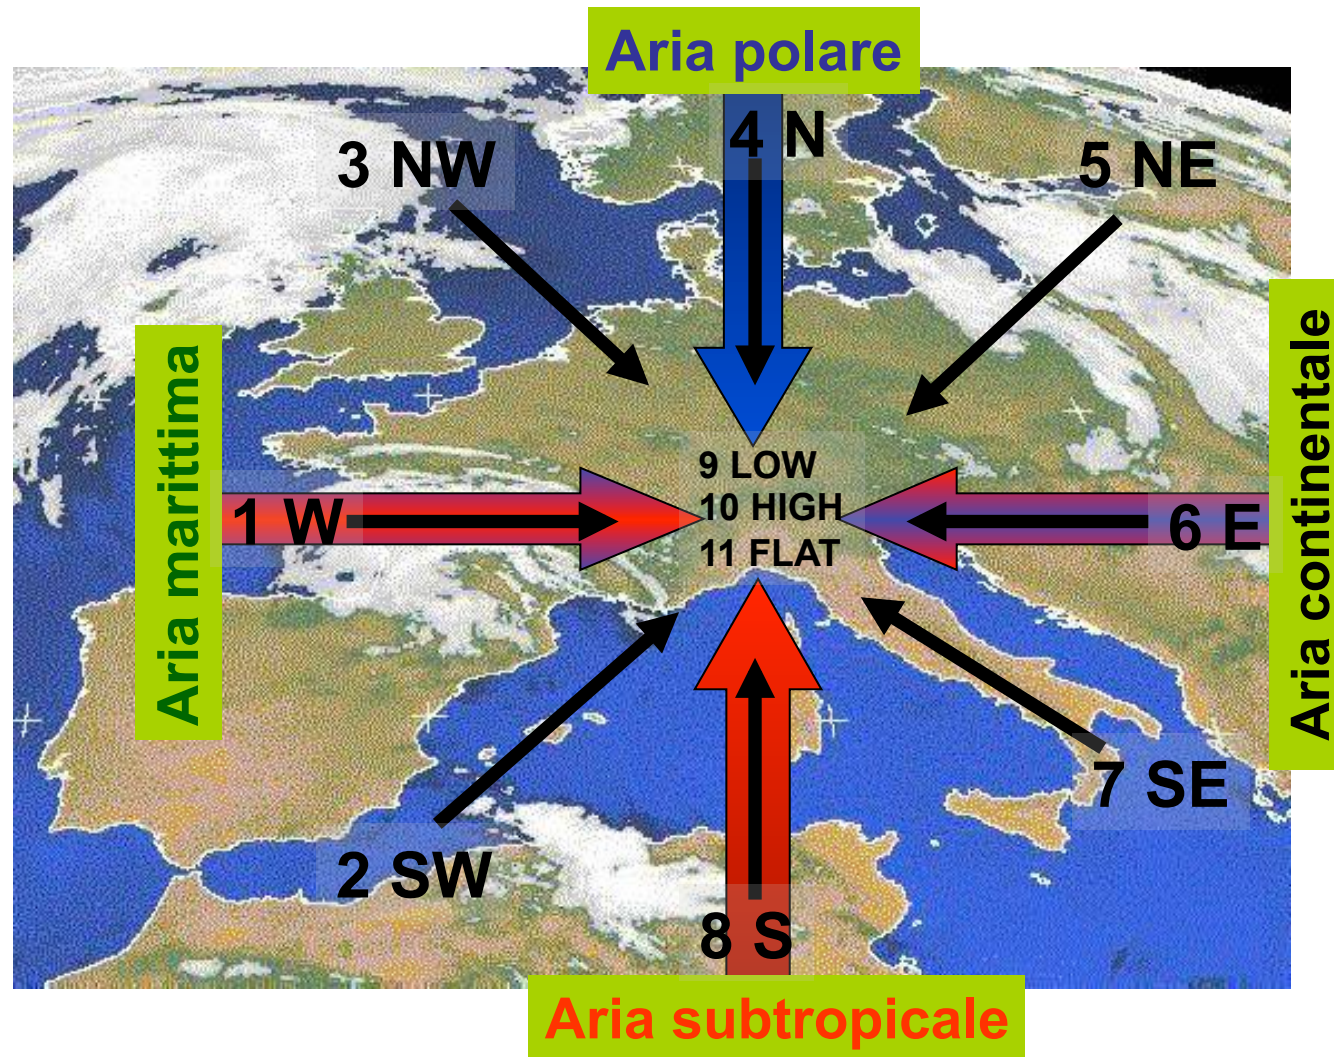 Aria polare
4 N
3 NW
5 NE
Aria marittima
Aria continentale
9 LOW
10 HIGH
11 FLAT
1 W
6 E
7 SE
2 SW
8 S
Aria subtropicale